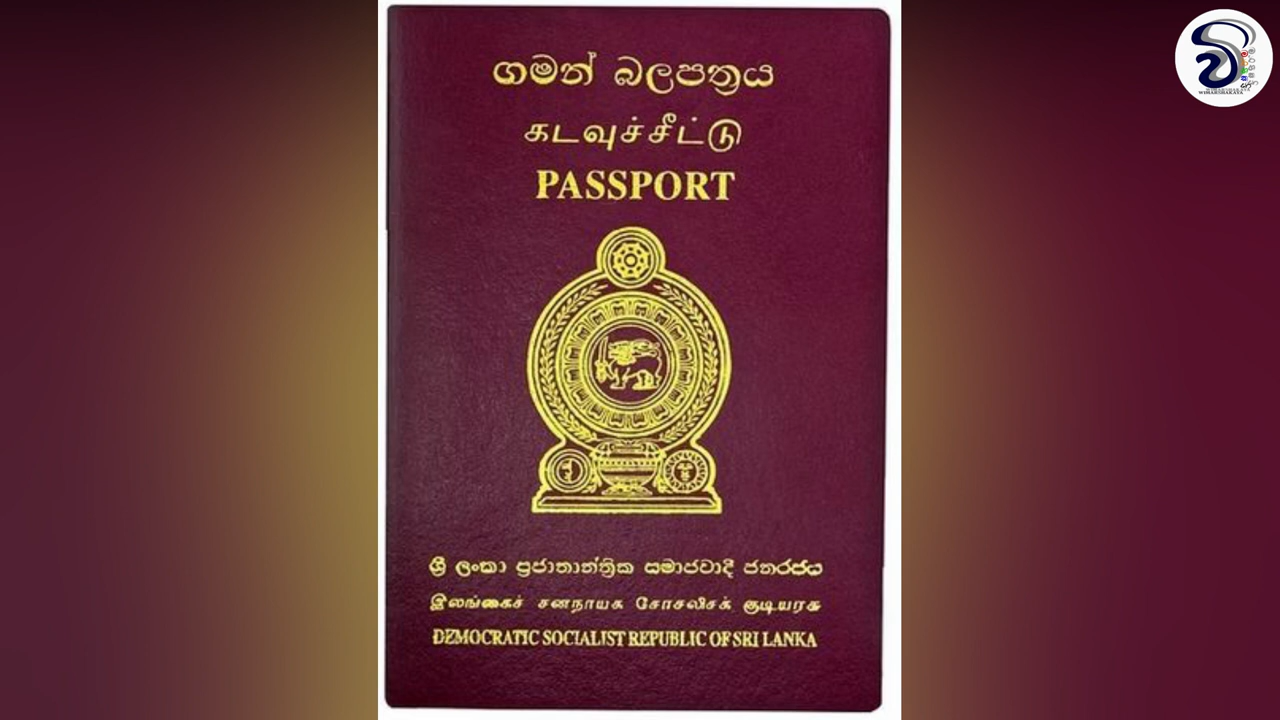 ගමන් බලපත්‍රය
கடவுச்சீட்டு
PASSPORT
ශ්‍රී ලංකා ප්‍රජාතාන්ත්‍රික සමාජවාදී ජනරජය
இலங்கைச் சனநாயக சோசலிசக் குடியரசு
DEMOCRATIC SOCIALIST REPUBLIC OF SRI LANKA